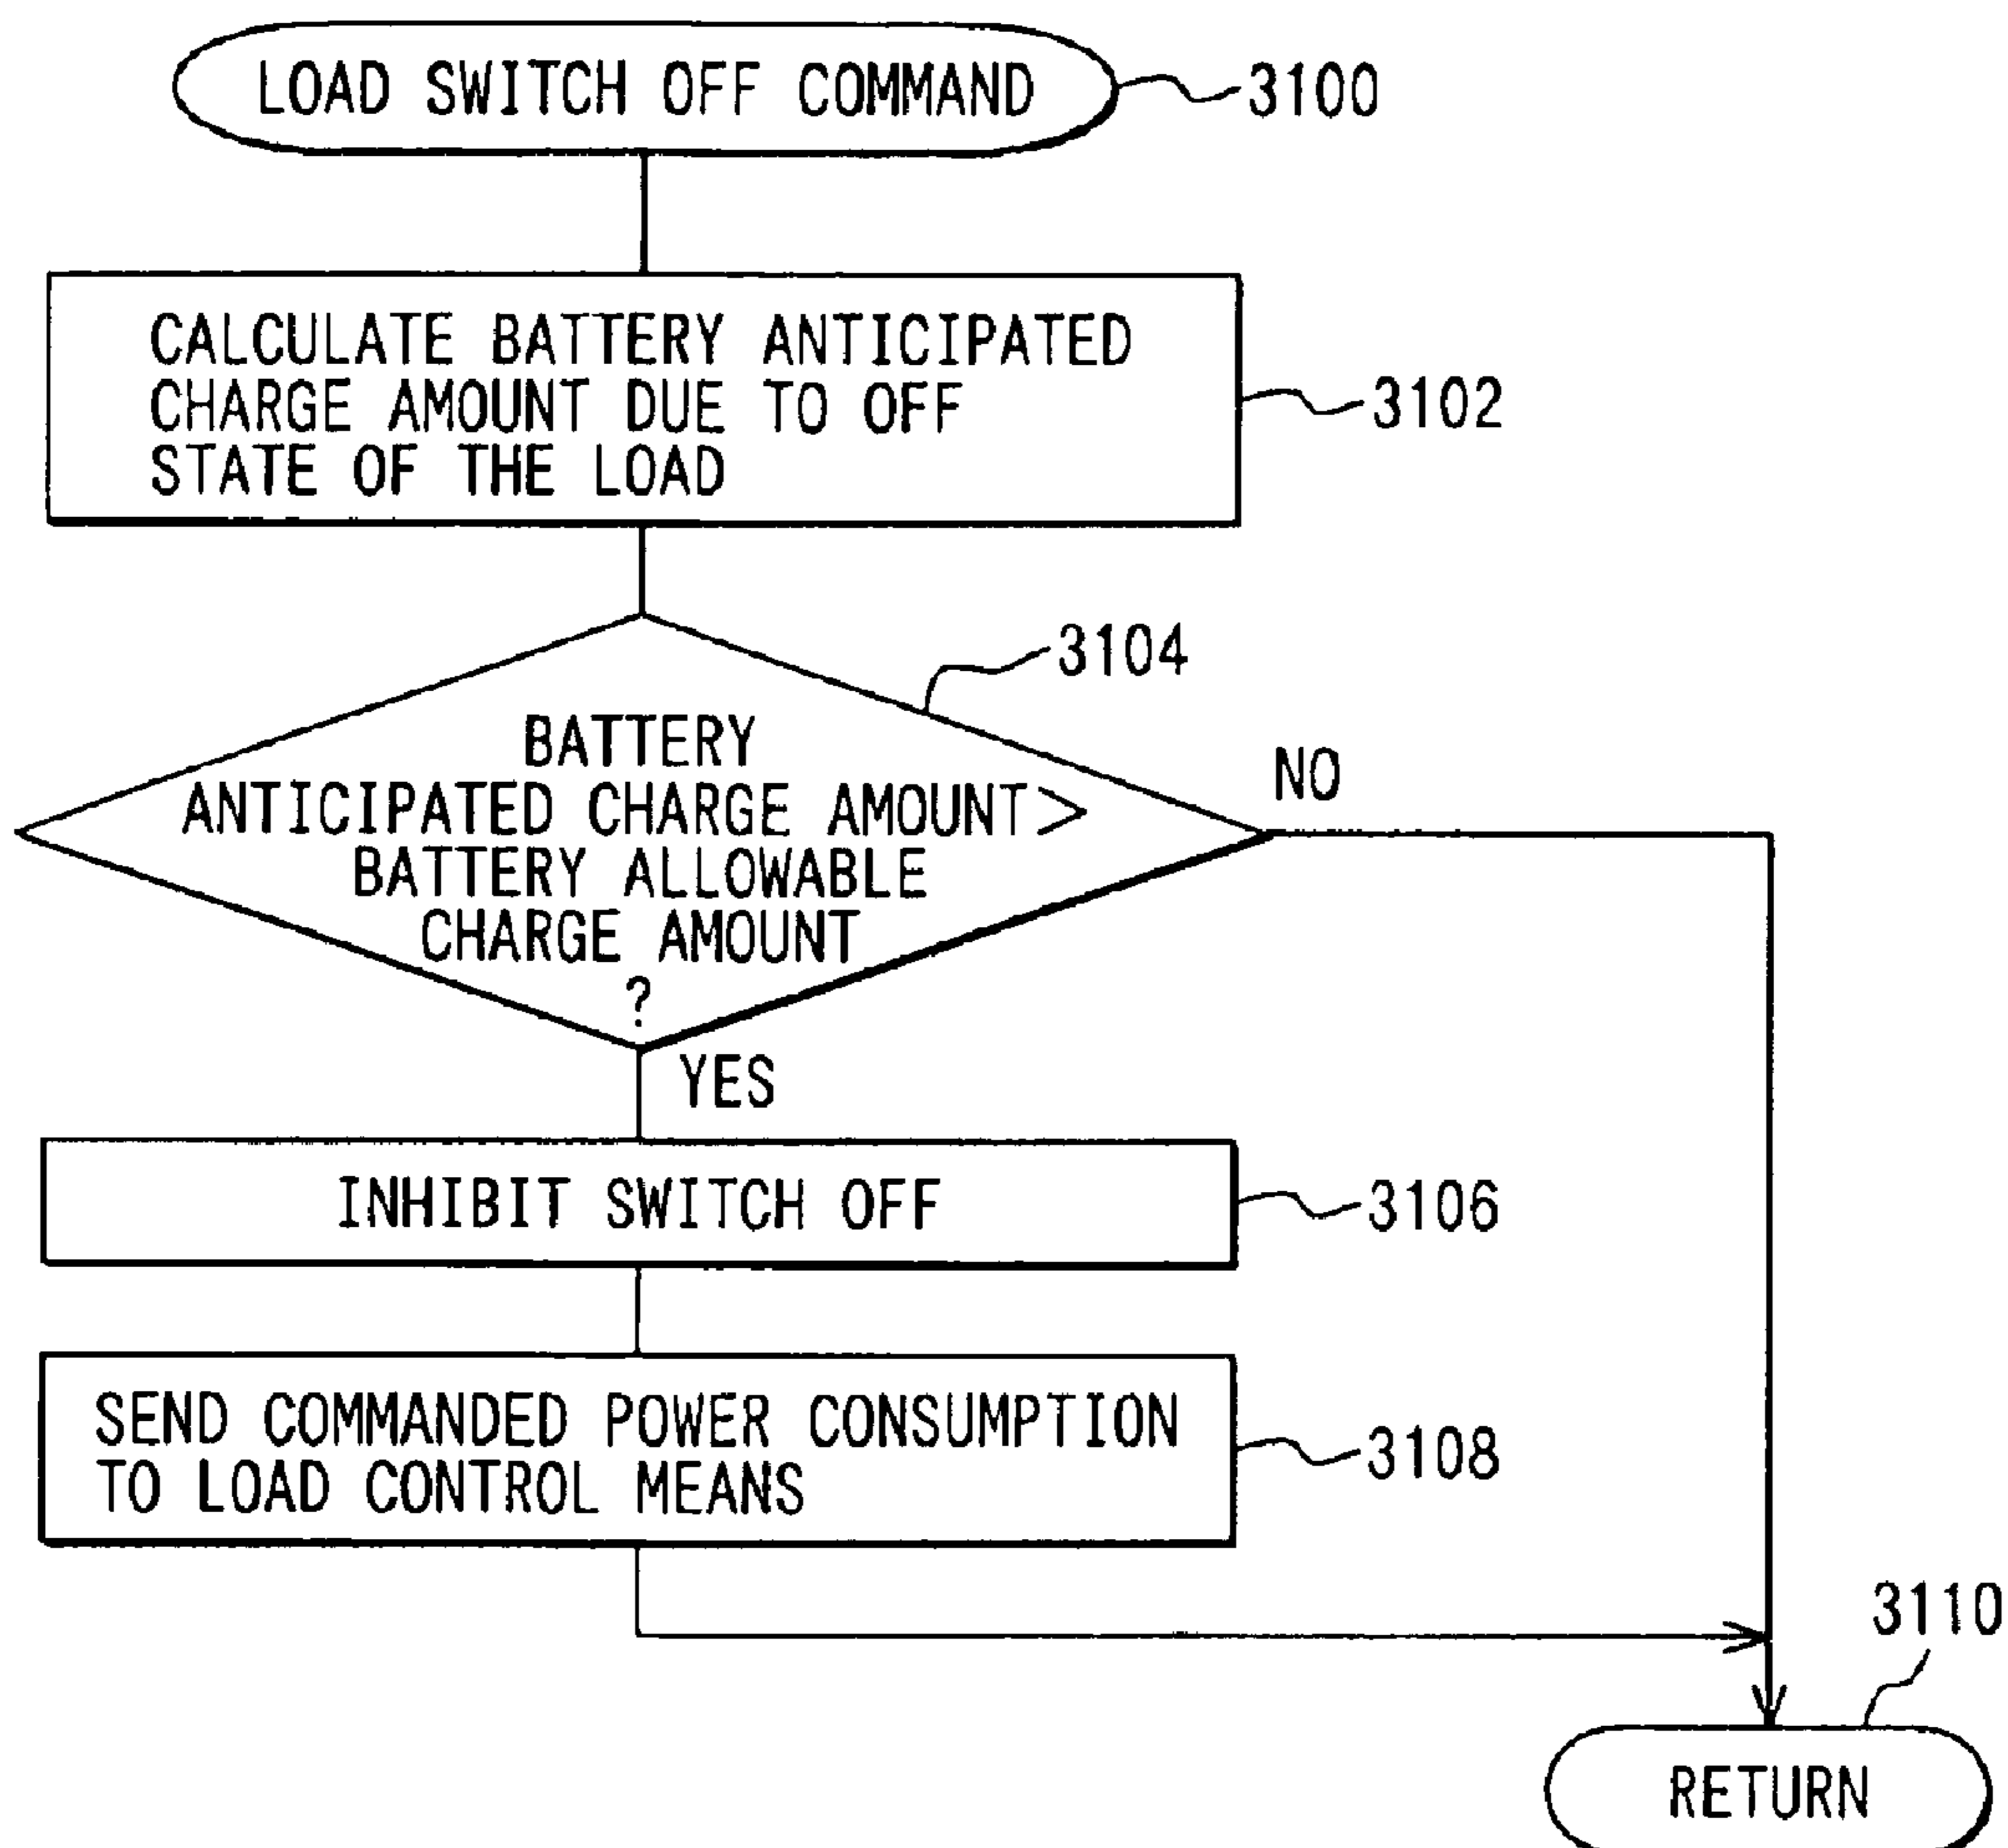 LOAD SWITCH OFF COMMAND
3100
CALCULATE BATTERY ANTICIPATED
CHARGE AMOUNT DUE TO OFF
STATE OF THE LOAD
3102
3104
BATTERY
ANTICIPATED CHARGE AMOUNT>
BATTERY ALLOWABLE
CHARGE AMOUNT
?
NO
YES
INHIBIT SWITCH OFF
3106
SEND COMMANDED POWER CONSUMPTION
TO LOAD CONTROL MEANS
3108
3110
RETURN